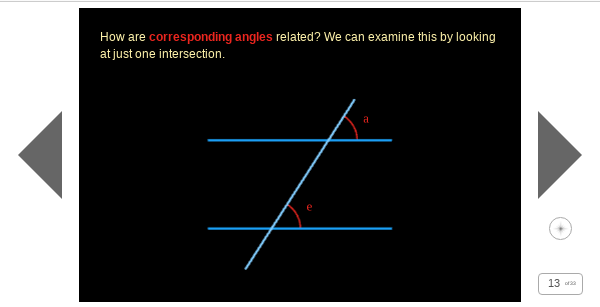 How are corresponding angles related? We can examine this by looking
at just one intersection.
a
e
13 of 33